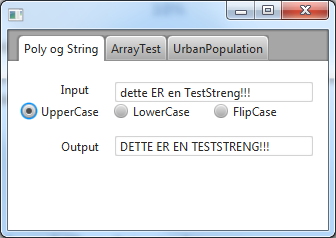 Poly og String ArrayTest UrbanPopulation
Input dette ER en TestStreng!!!
UpperCase LowerCase FlipCase
Output DETTE ER EN TESTSTRENG!!!